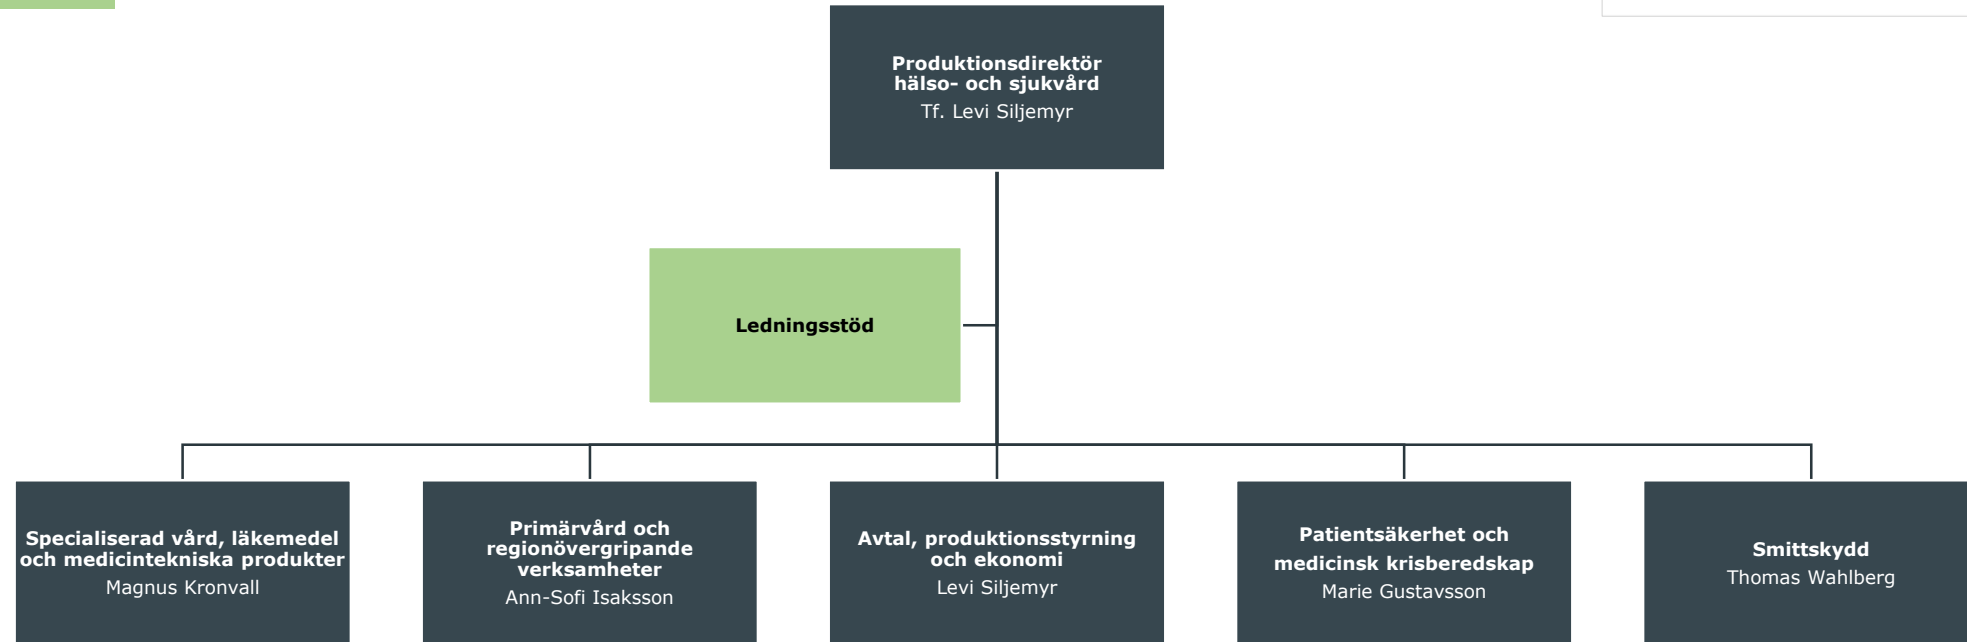 Produktionsdirektör
hälso- och sjukvård
Tf. Levi Siljemyr
Ledningsstöd
Specialiserad vård, läkemedel
och medicintekniska produkter
Magnus Kronvall
Primärvård och
regionövergripande
verksamheter
Ann-Sofi Isaksson
Avtal, produktionsstyrning
och ekonomi
Levi Siljemyr
Patientsäkerhet och
medicinsk krisberedskap
Marie Gustavsson
Smittskydd
Thomas Wahlberg